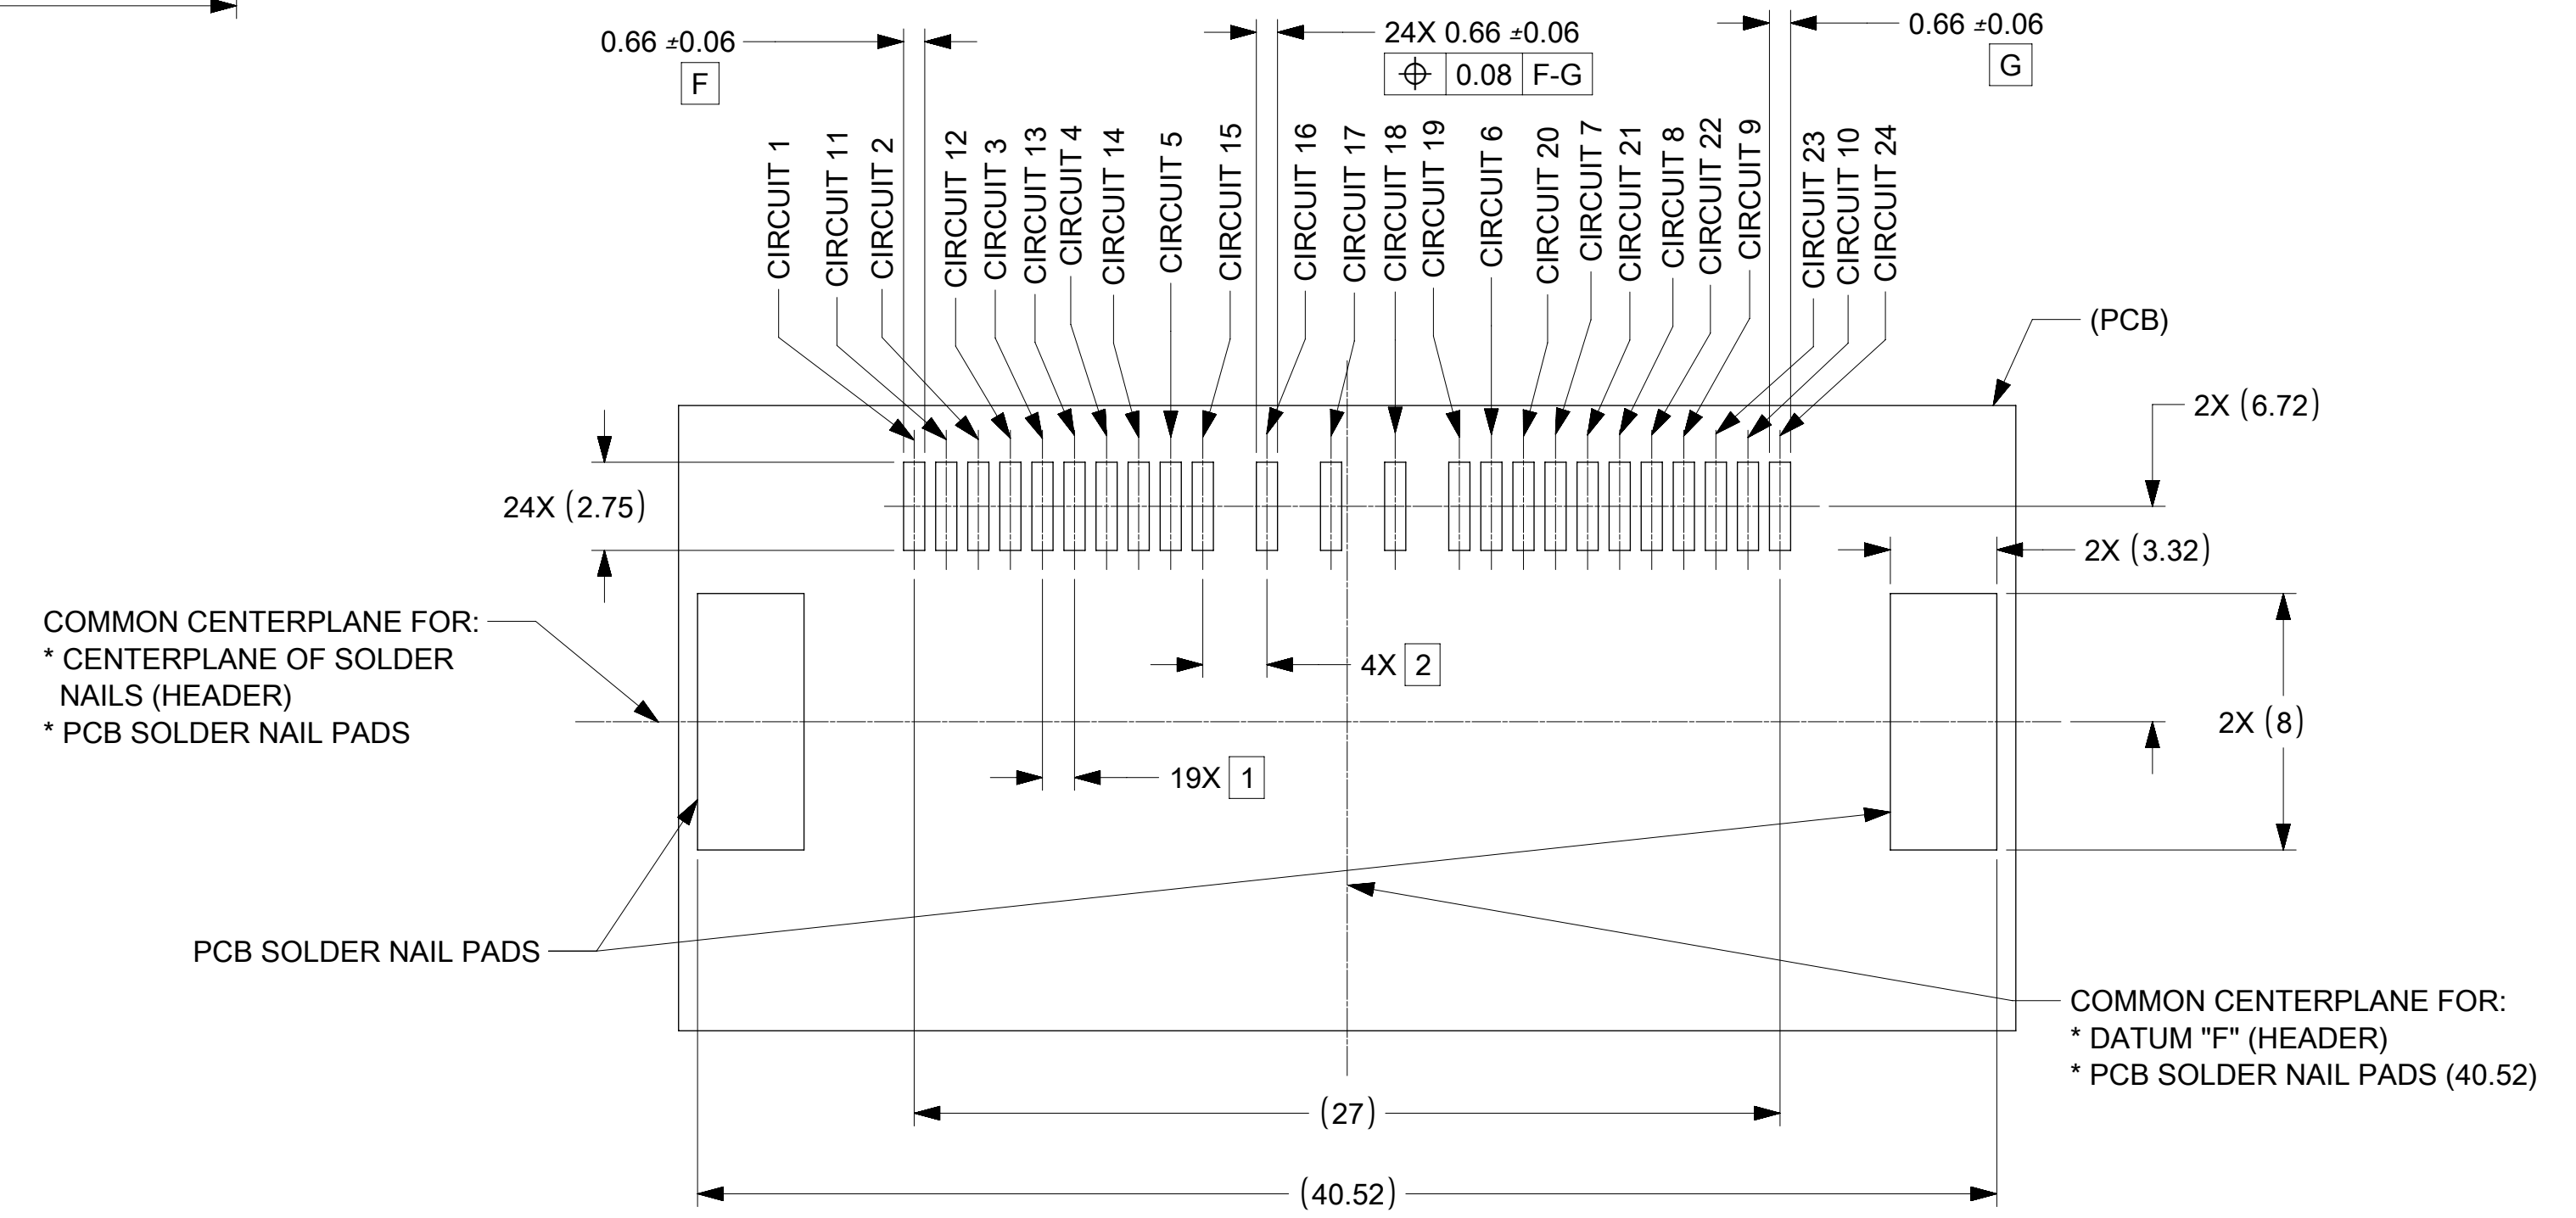 0.66 ±0.06
F
24X 0.66 ±0.06
⌖ 0.08 F-G
0.66 ±0.06
G
CIRCUIT 1
CIRCUIT 11
CIRCUIT 2
CIRCUIT 12
CIRCUIT 3
CIRCUIT 13
CIRCUIT 4
CIRCUIT 14
CIRCUIT 5
CIRCUIT 15
CIRCUIT 16
CIRCUIT 17
CIRCUIT 18
CIRCUIT 19
CIRCUIT 6
CIRCUIT 20
CIRCUIT 7
CIRCUIT 21
CIRCUIT 8
CIRCUIT 22
CIRCUIT 9
CIRCUIT 23
CIRCUIT 10
CIRCUIT 24
(PCB)
2X (6.72)
24X (2.75)
2X (3.32)
COMMON CENTERPLANE FOR:
* CENTERPLANE OF SOLDER
NAILS (HEADER)
* PCB SOLDER NAIL PADS
4X 2
2X (8)
19X 1
PCB SOLDER NAIL PADS
COMMON CENTERPLANE FOR:
* DATUM "F" (HEADER)
* PCB SOLDER NAIL PADS (40.52)
(27)
(40.52)